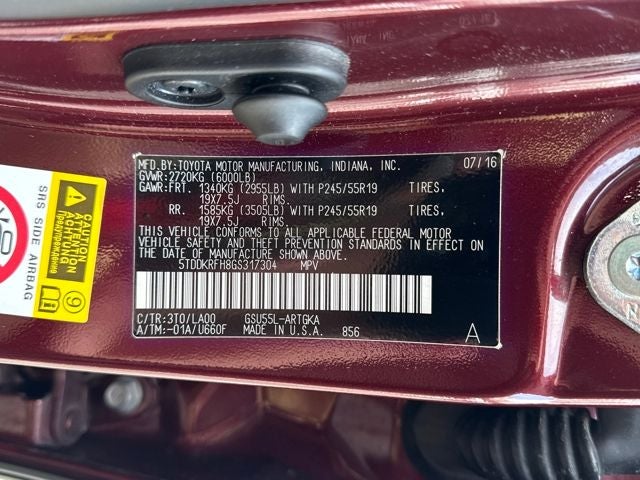 MFD.BY:TOYOTA MOTOR MANUFACTURING, INDIANA, INC. 07/16
GVWR:2720KG (6000LB)
GAWR:FRT. 1340KG (2955LB) WITH P245/55R19 TIRES,
19X7.5J RIMS.
RR. 1585KG (3505LB) WITH P245/55R19 TIRES,
19X7.5J RIMS.
THIS VEHICLE CONFORMS TO ALL APPLICABLE FEDERAL MOTOR
VEHICLE SAFETY AND THEFT PREVENTION STANDARDS IN EFFECT ON
THE DATE OF MANUFACTURE SHOWN ABOVE.
5TDDKRFH8GS317304 MPV
C/TR:3T0/LA00 GSU55L-ARTGKA
A/TM:-01A/U660F MADE IN U.S.A. 856 A
SRS SIDE AIRBAG
ATTENTION
ACHTUNG
9